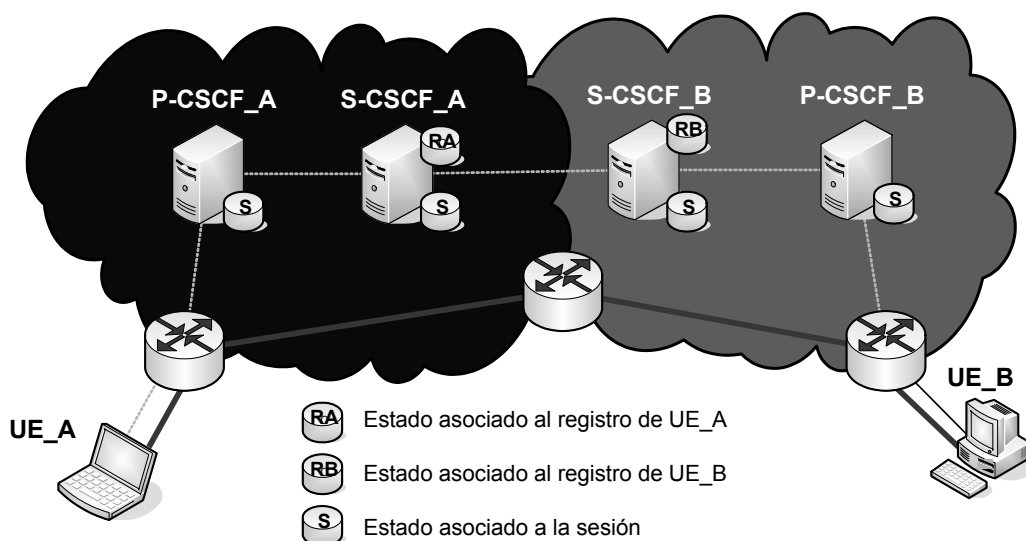 P-CSCF_A S-CSCF_A S-CSCF_B P-CSCF_B
RA RB
S S S S
UE_A
UE_B
RA Estado asociado al registro de UE_A
RB Estado asociado al registro de UE_B
S Estado asociado a la sesión